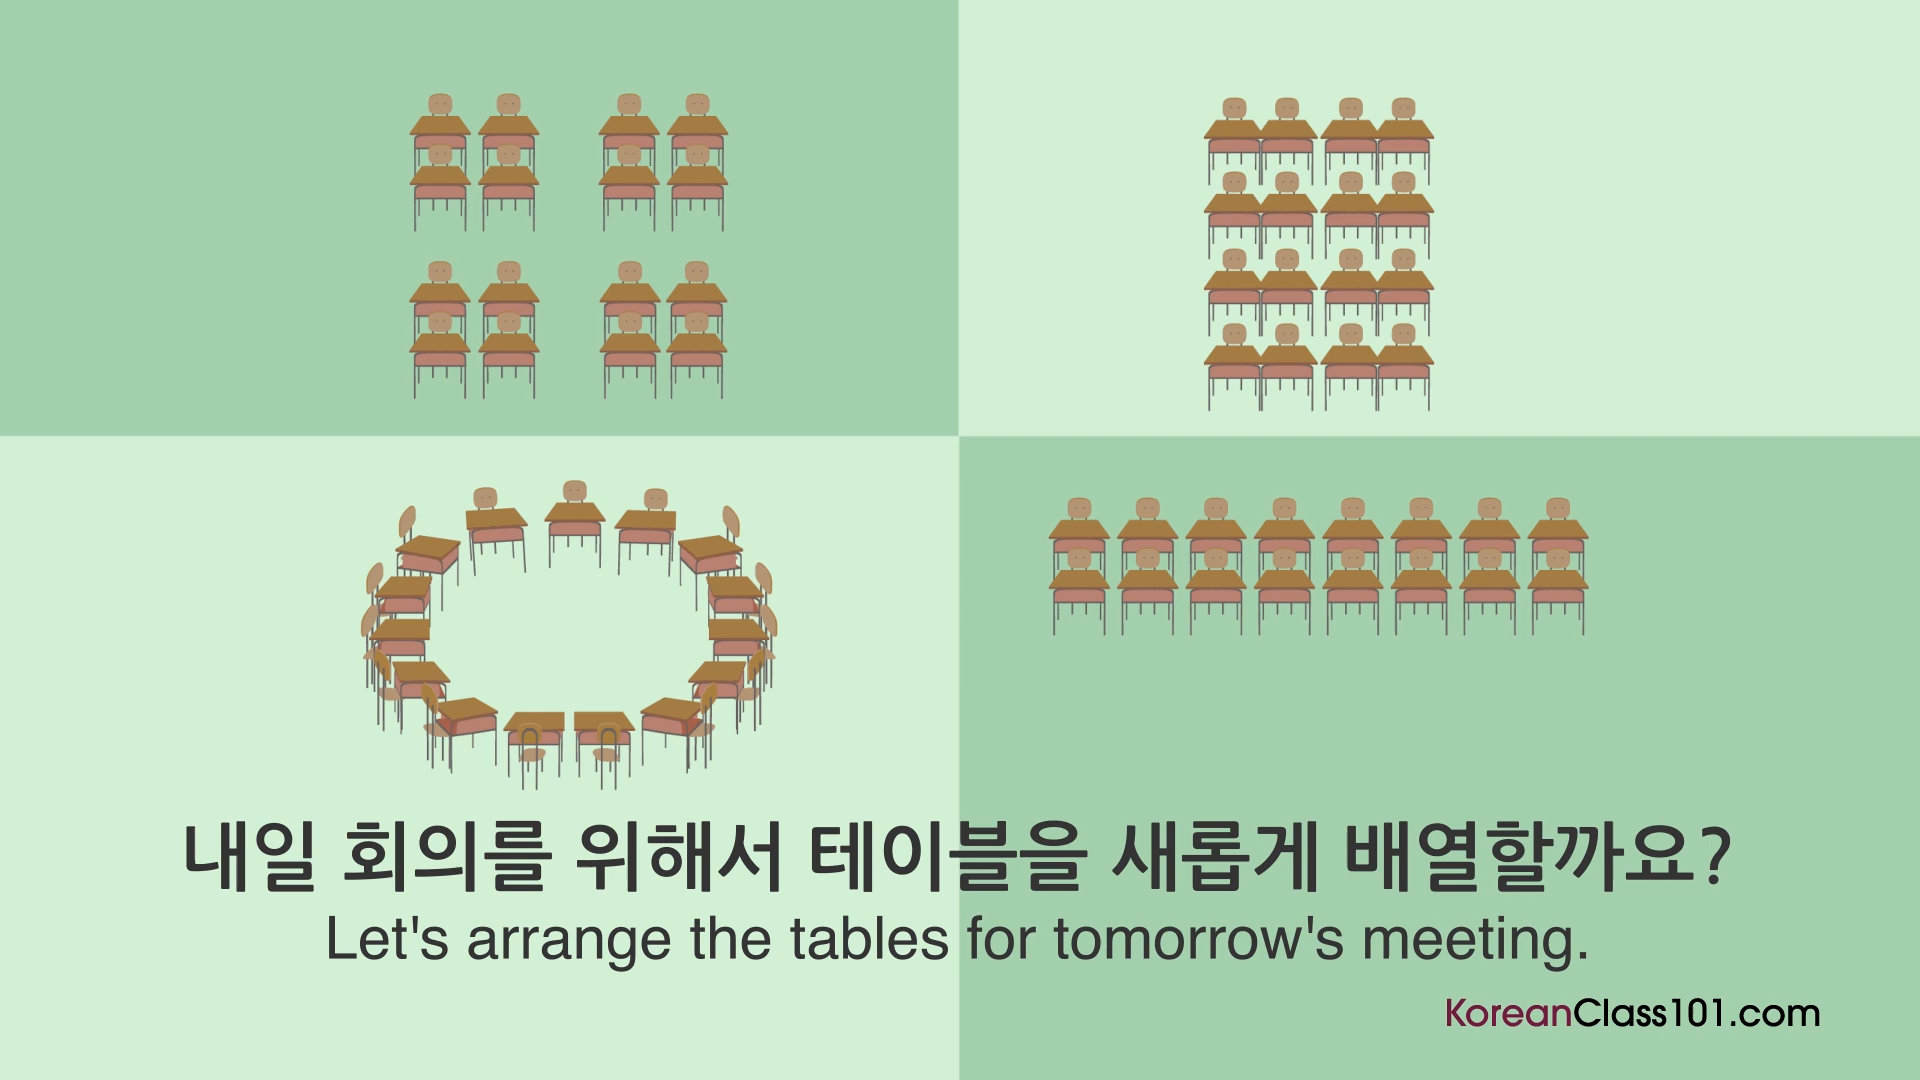 내일 회의를 위해서 테이블을 새롭게 배열할까요?
Let's arrange the tables for tomorrow's meeting.
KoreanClass101.com